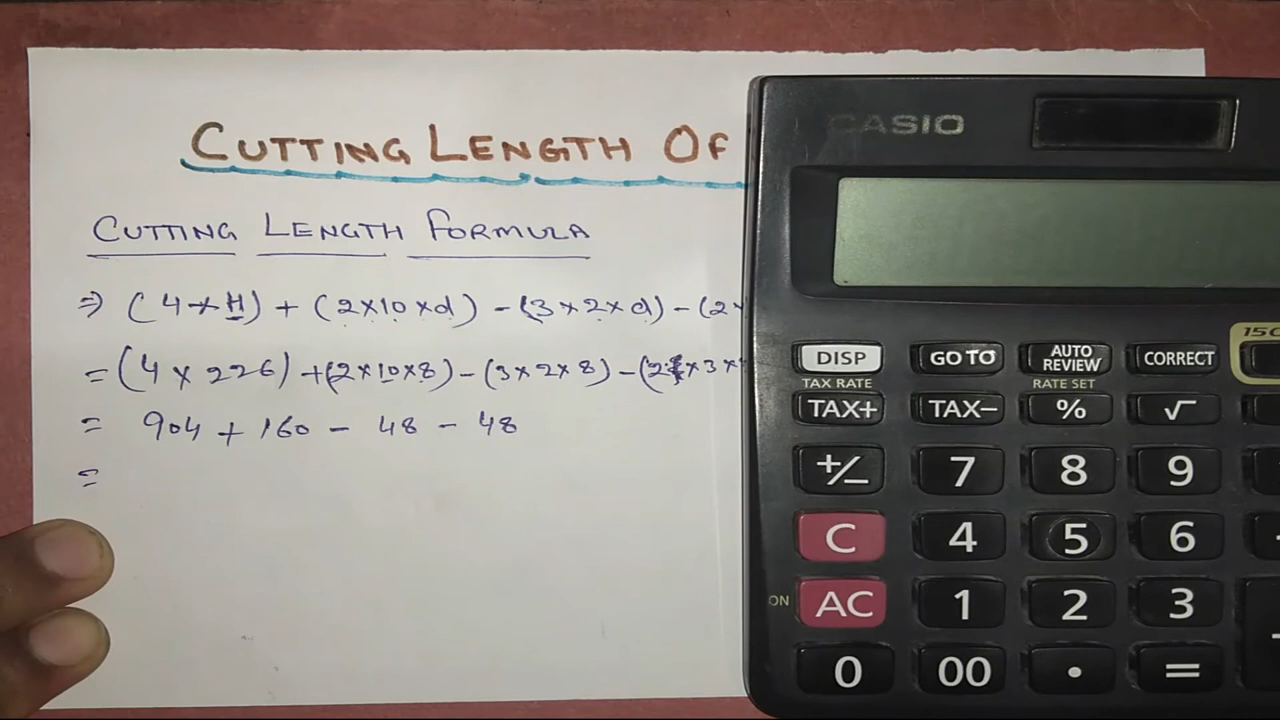 CUTTING LENGTH OF
CUTTING LENGTH FORMULA
⇒ (4×H) + (2×10×d) - (3×2×d) - (2×
= (4 × 226) + (2×10×8) - (3×2×8) - (2×3×
= 904 + 160 - 48 - 48
=
CASIO
150
DISP GO TO AUTO REVIEW CORRECT
TAX RATE RATE SET
TAX+ TAX- % √
+/- 7 8 9
C 4 5 6
ON AC 1 2 3
0 00 • =